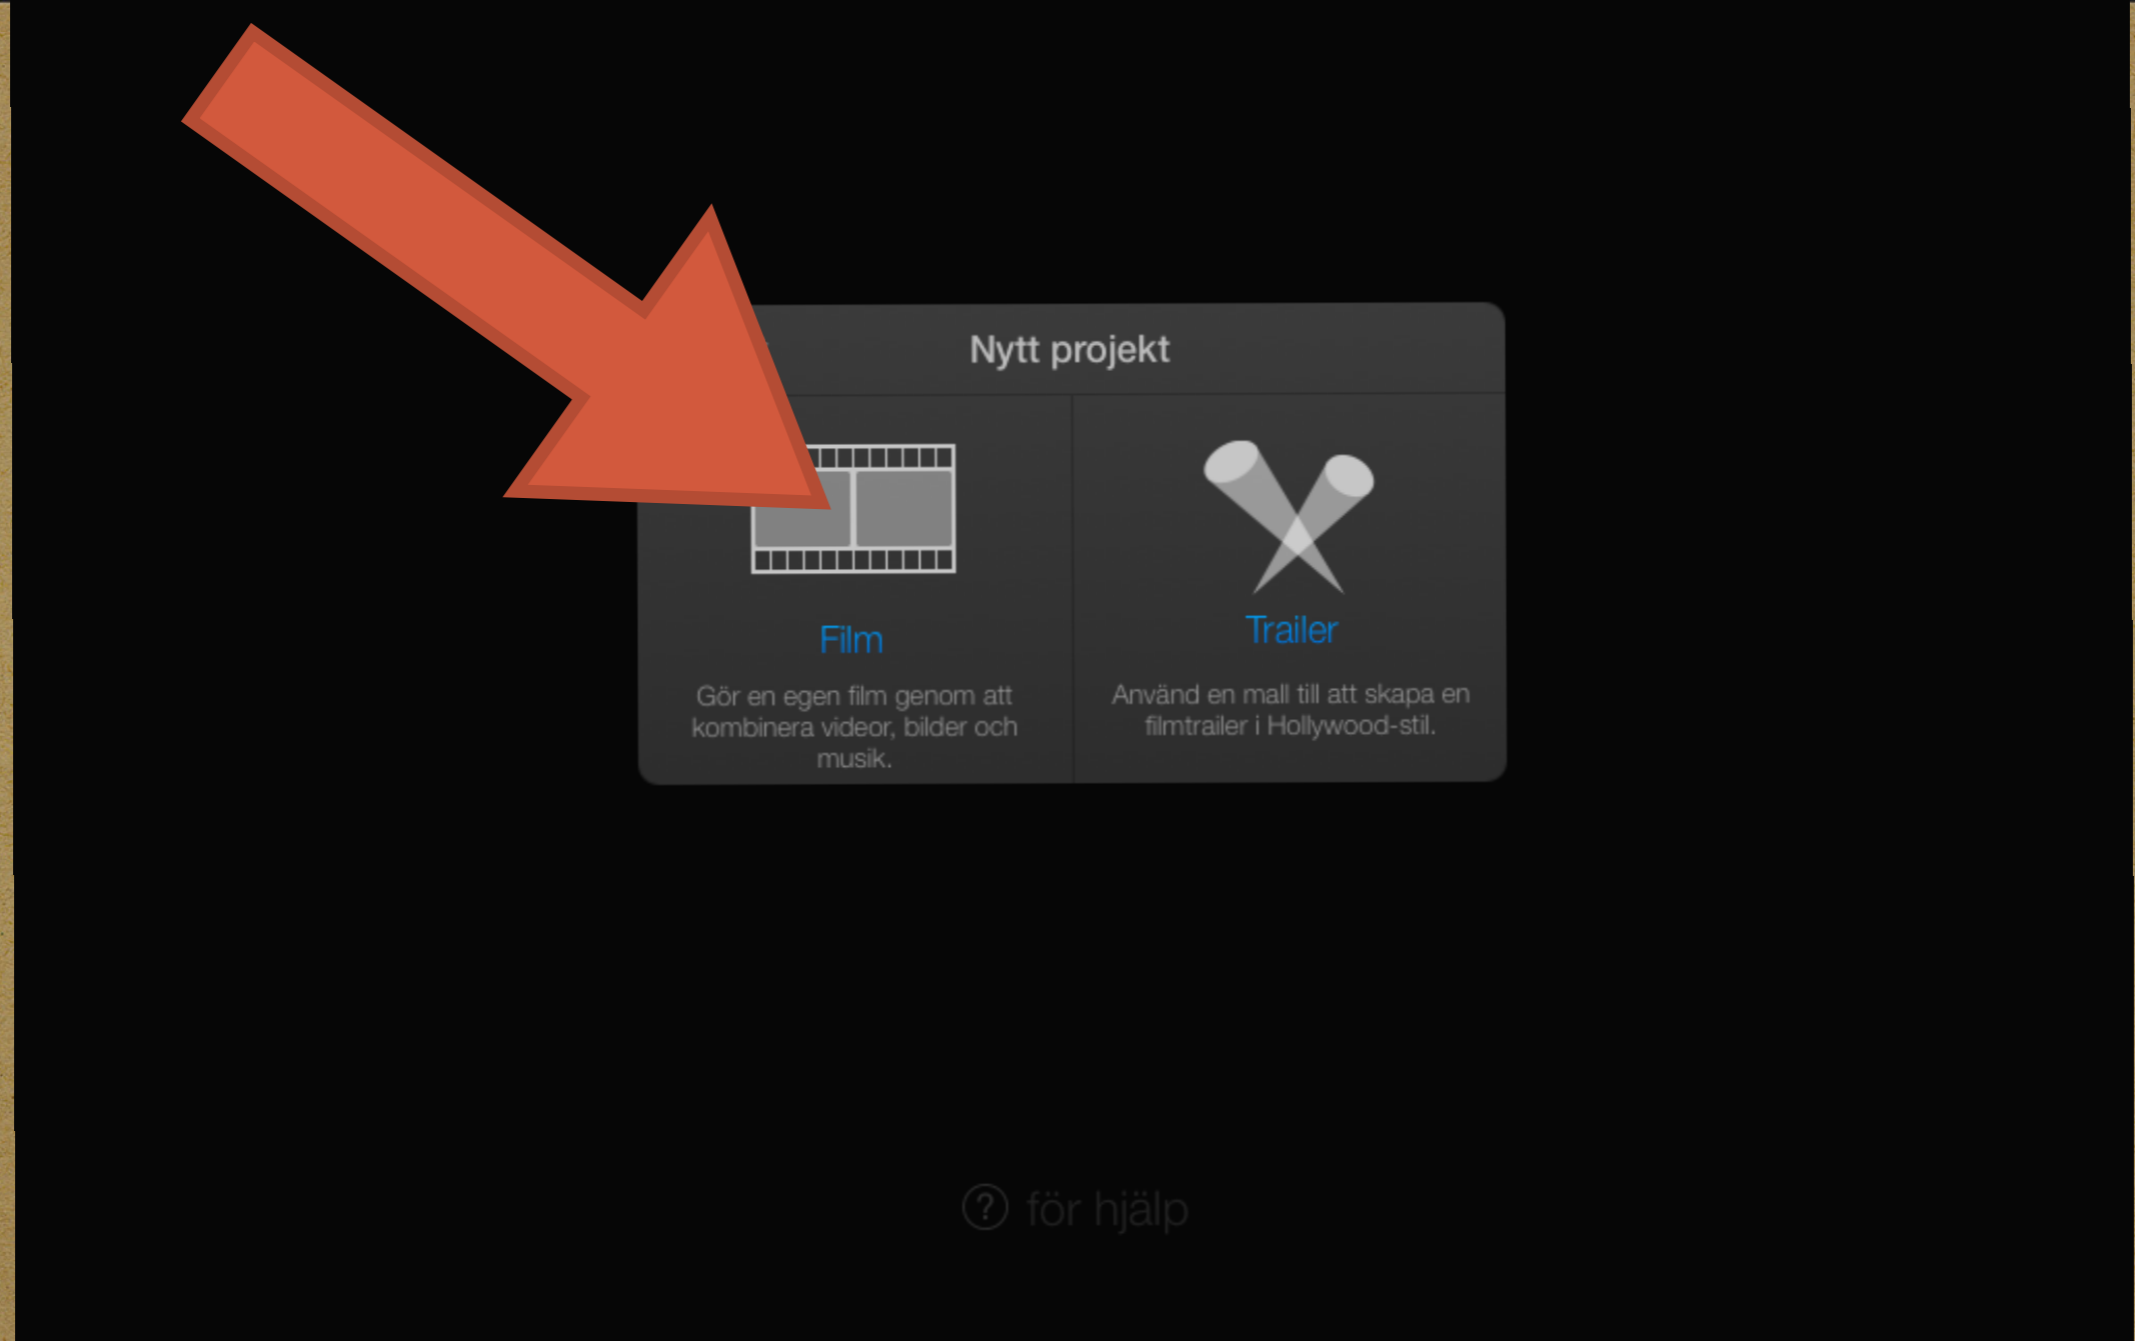 Nytt projekt
Film
Gör en egen film genom att
kombinera videor, bilder och
musik.
Trailer
Använd en mall till att skapa en
filmtrailer i Hollywood-stil.
? för hjälp